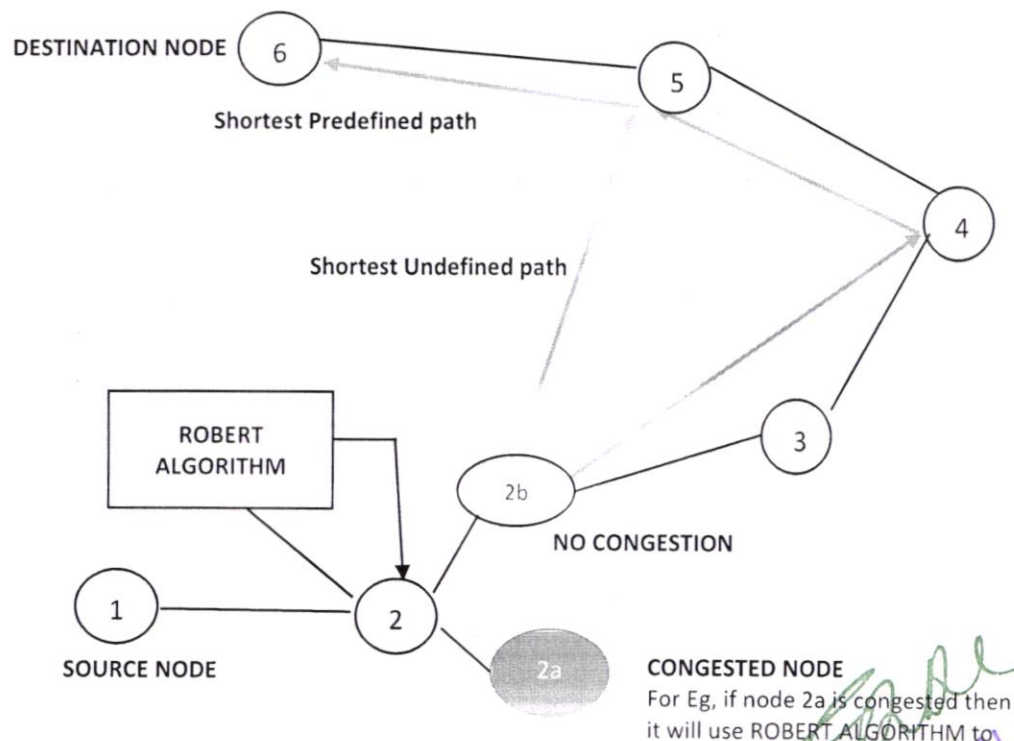 DESTINATION NODE
6
5
Shortest Predefined path
4
Shortest Undefined path
ROBERT
ALGORITHM
3
2b
NO CONGESTION
1
2
SOURCE NODE
2a
CONGESTED NODE
For Eg, if node 2a is congested then
it will use ROBERT ALGORITHM to